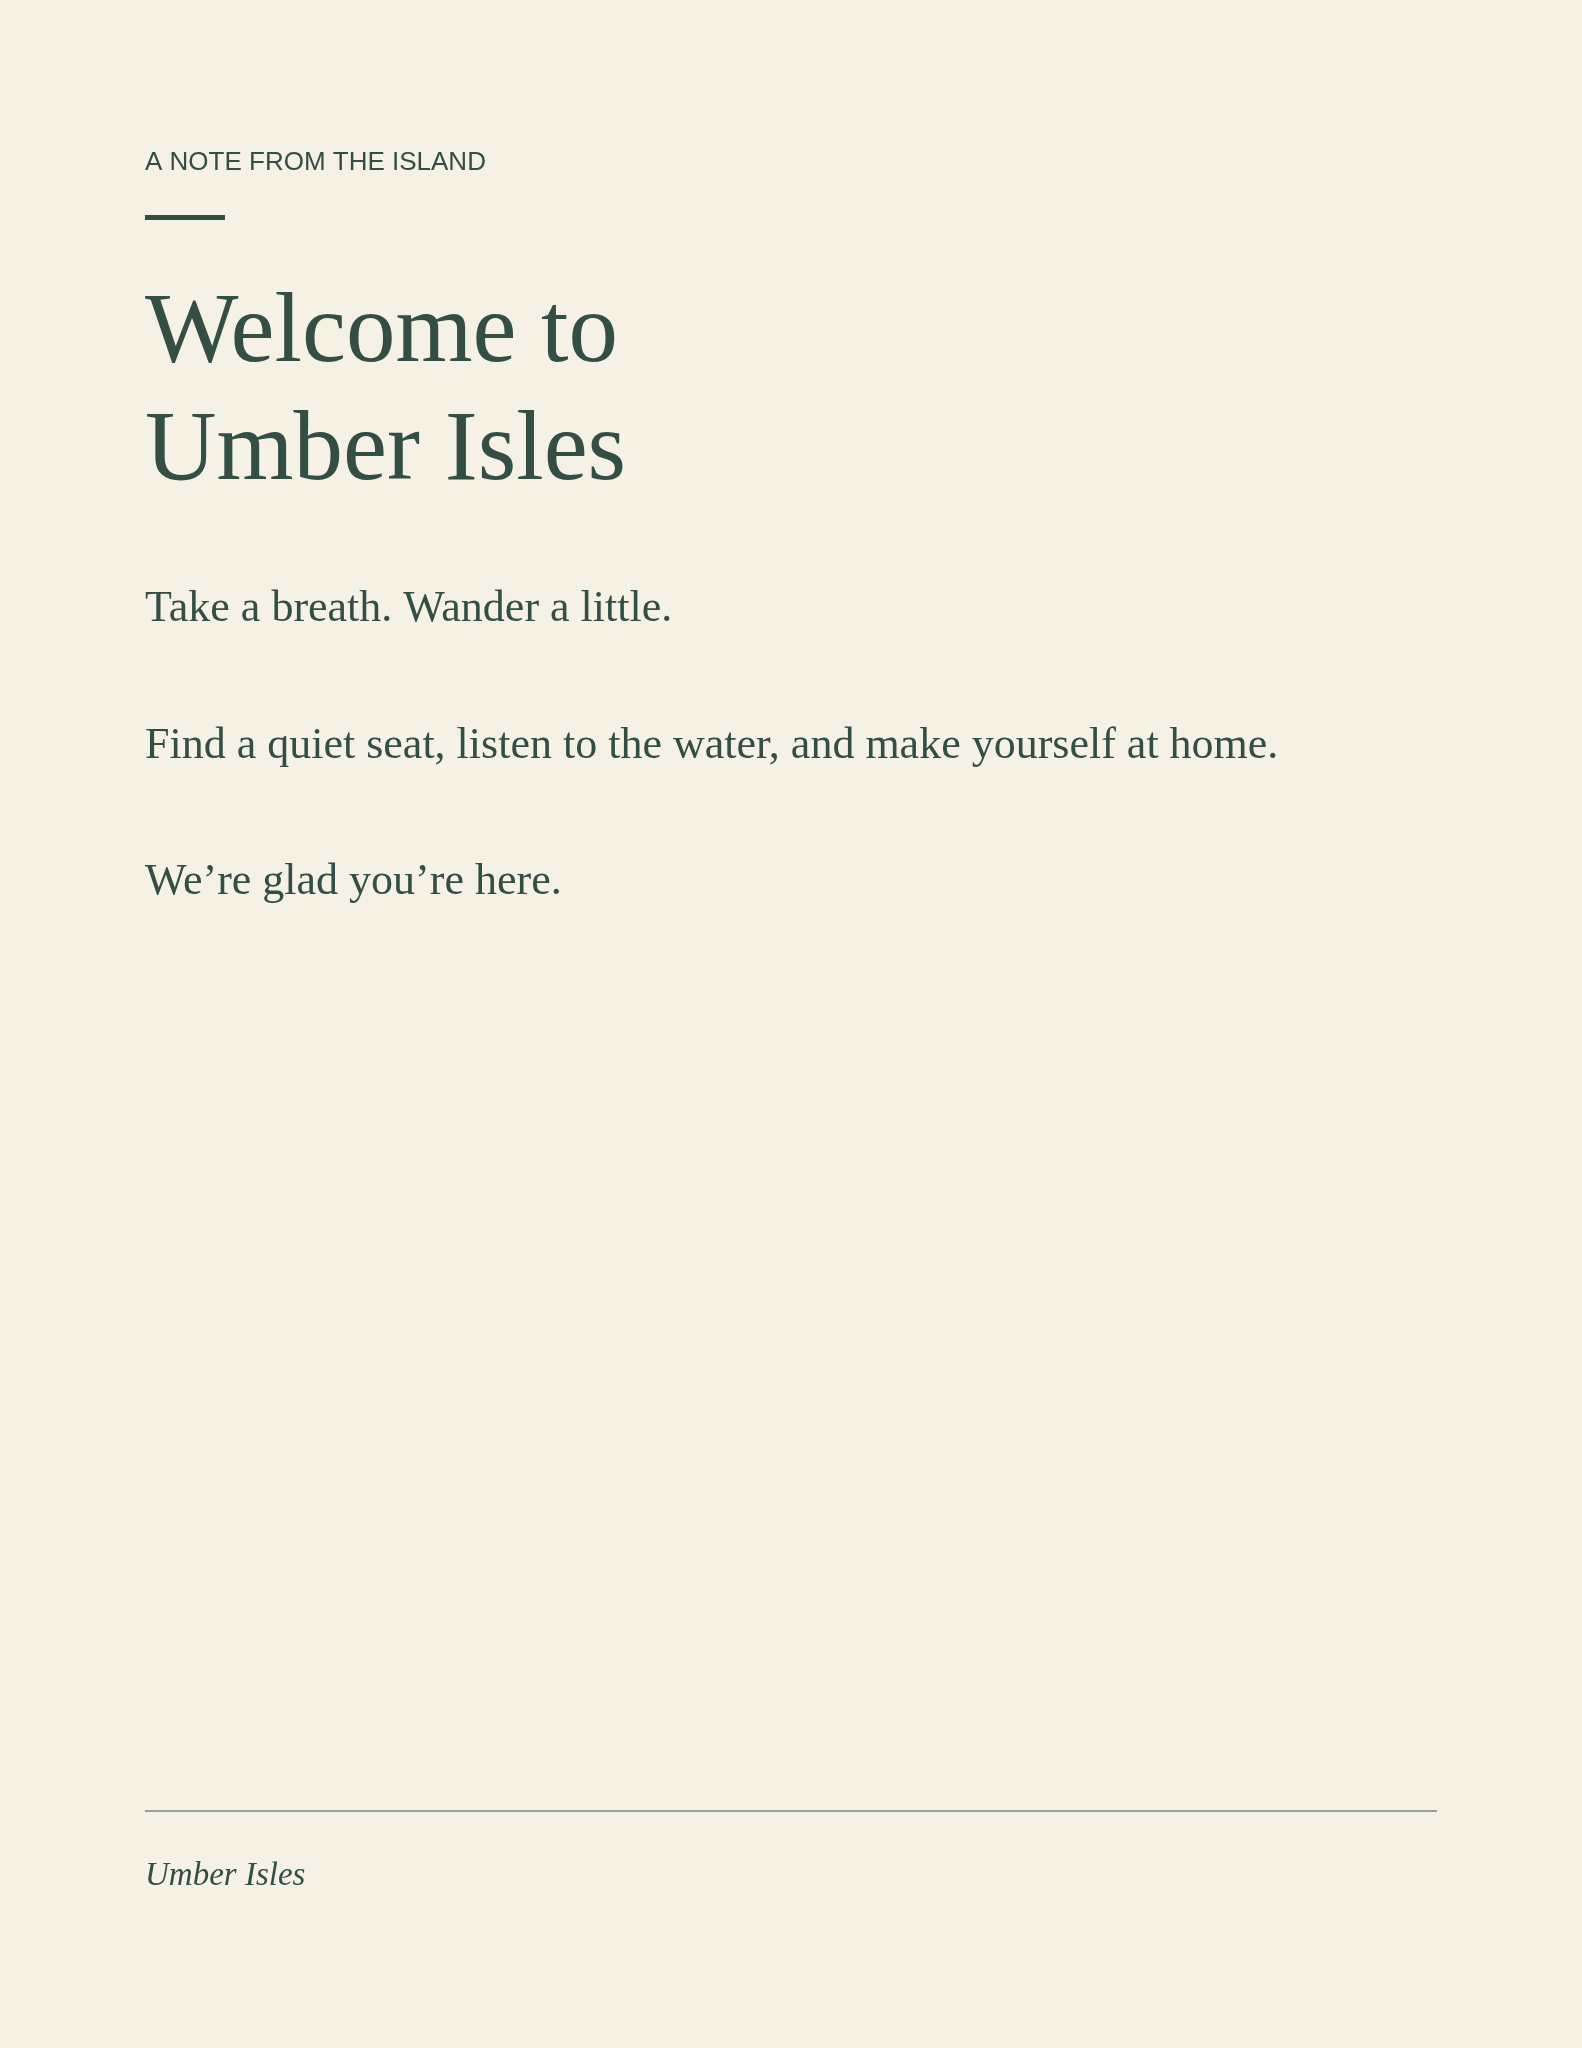 A NOTE FROM THE ISLAND
Welcome to
Umber Isles
Take a breath. Wander a little.
Find a quiet seat, listen to the water, and make yourself at home.
We’re glad you’re here.
Umber Isles